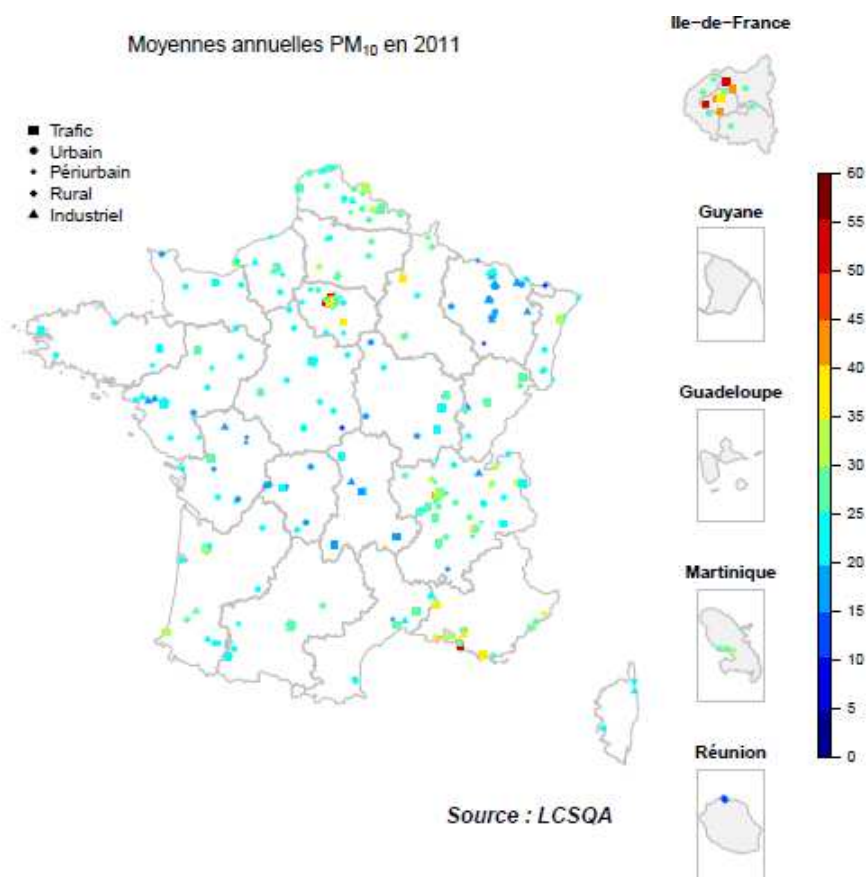 Moyennes annuelles PM₁₀ en 2011
Trafic
Urbain
Périurbain
Rural
Industriel
Ile-de-France
Guyane
Guadeloupe
Martinique
Réunion
60
55
50
45
40
35
30
25
20
15
10
5
0
Source : LCSQA